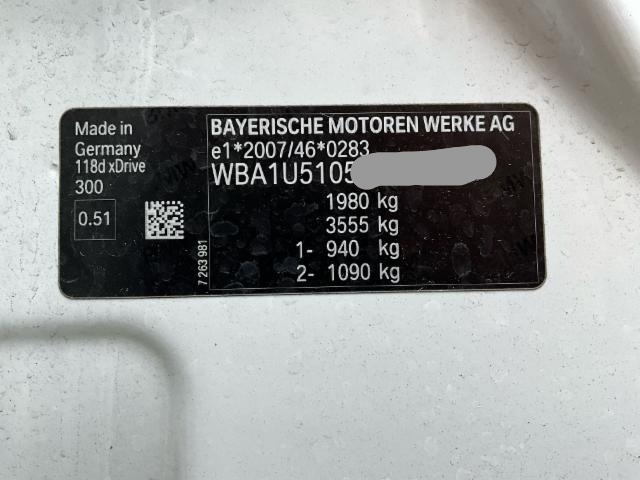 Made in
Germany
118d xDrive
300
0.51
7 263 981
BAYERISCHE MOTOREN WERKE AG
e1*2007/46*0283
WBA1U5105
1980 kg
3555 kg
1- 940 kg
2- 1090 kg